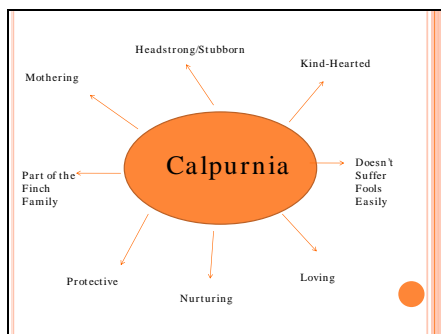 Headstrong/Stubborn
Kind-Hearted
Mothering
Calpurnia
Part of the
Finch
Family
Doesn't
Suffer
Fools
Easily
Protective
Nurturing
Loving